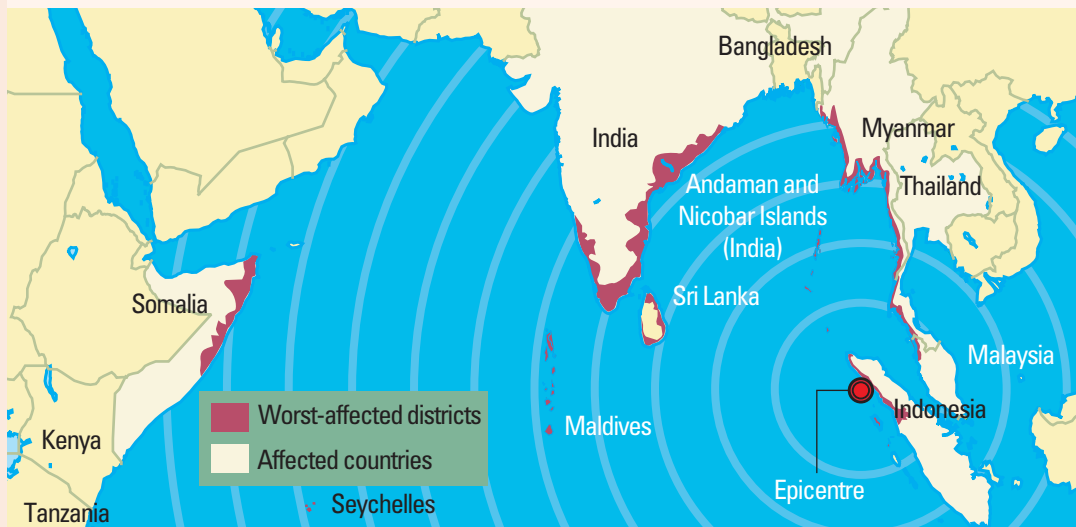 Bangladesh
India
Myanmar
Thailand
Andaman and
Nicobar Islands
(India)
Sri Lanka
Somalia
Malaysia
Indonesia
Maldives
Kenya
Worst-affected districts
Affected countries
Epicentre
Seychelles
Tanzania